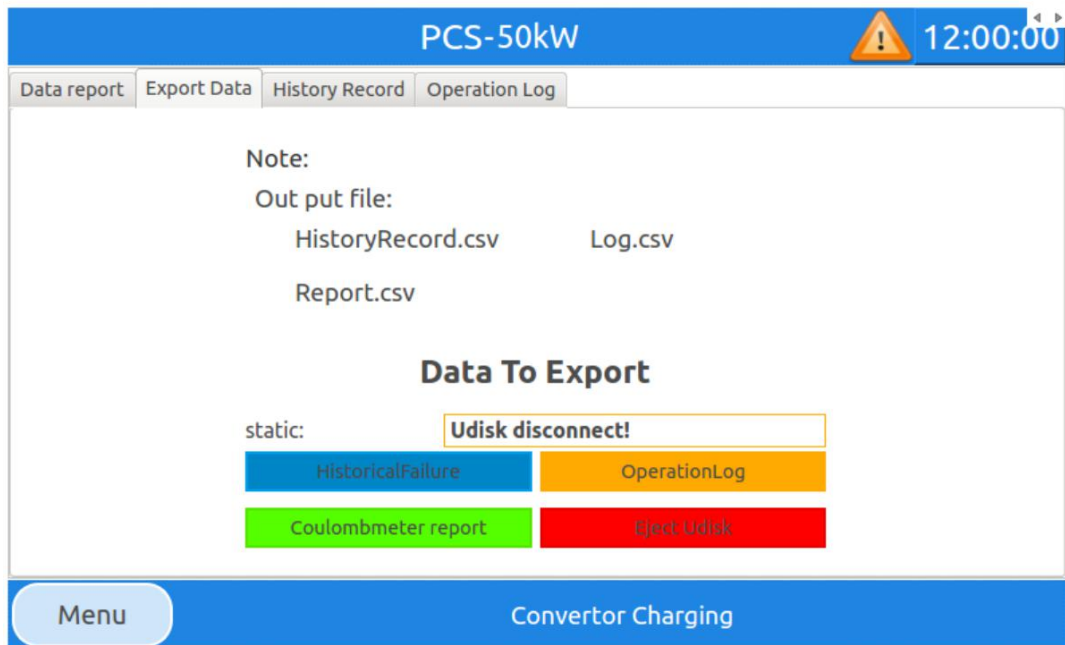 PCS-50kW 12:00:00
Data report Export Data History Record Operation Log
Note:
Out put file:
HistoryRecord.csv Log.csv
Report.csv
Data To Export
static: Udisk disconnect!
HistoricalFailure OperationLog
Coulombmeter report Eject Udisk
Menu Convertor Charging